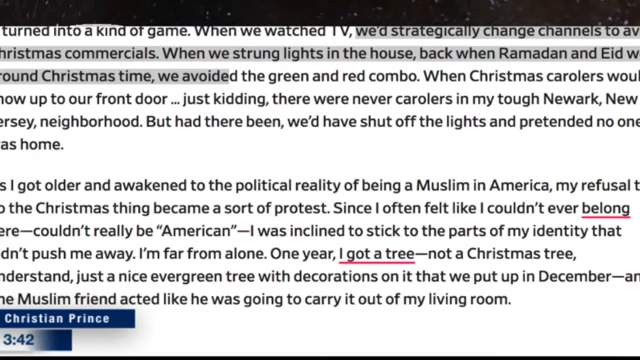 turned into a kind of game. When we watched TV, we'd strategically change channels to av
hristmas commercials. When we strung lights in the house, back when Ramadan and Eid w
round Christmas time, we avoided the green and red combo. When Christmas carolers woul
how up to our front door ... just kidding, there were never carolers in my tough Newark, New
ersey, neighborhood. But had there been, we'd have shut off the lights and pretended no one
as home.
s I got older and awakened to the political reality of being a Muslim in America, my refusal t
o the Christmas thing became a sort of protest. Since I often felt like I couldn't ever belong
ere—couldn't really be “American”—I was inclined to stick to the parts of my identity that
dn't push me away. I'm far from alone. One year, I got a tree—not a Christmas tree,
nderstand, just a nice evergreen tree with decorations on it that we put up in December—an
ne Muslim friend acted like he was going to carry it out of my living room.
Christian Prince
3:42